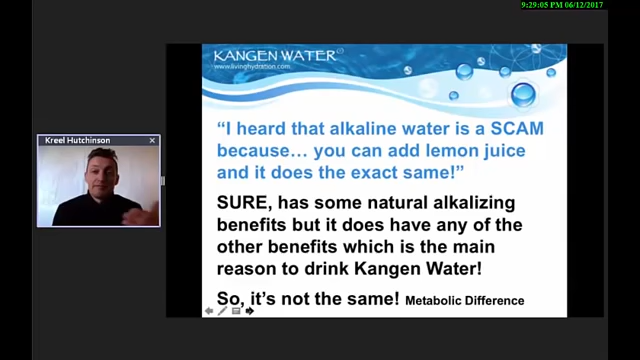 9:29:05 PM 06/12/2017
KANGEN WATER
www.livinghydration.com
Kreel Hutchinson
“I heard that alkaline water is a SCAM
because… you can add lemon juice
and it does the exact same!”
SURE, has some natural alkalizing
benefits but it does have any of the
other benefits which is the main
reason to drink Kangen Water!
So, it’s not the same! Metabolic Difference